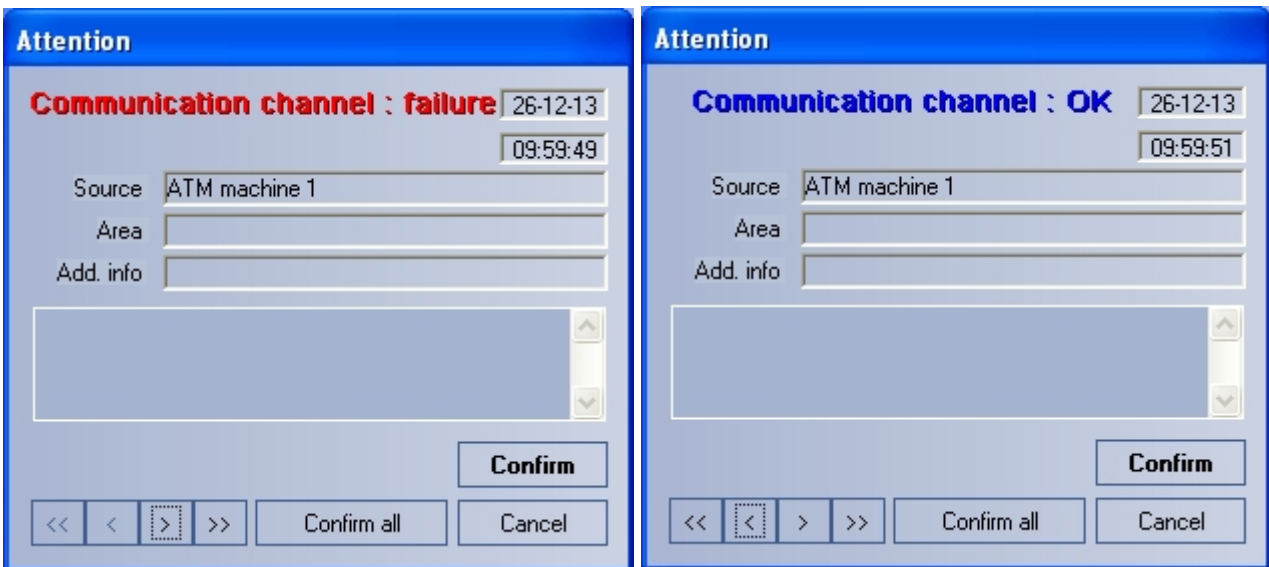 Attention
Communication channel : failure 26-12-13
09:59:49
Source ATM machine 1
Area
Add. info
Confirm
<< < > >> Confirm all Cancel
Attention
Communication channel : OK 26-12-13
09:59:51
Source ATM machine 1
Area
Add. info
Confirm
<< < > >> Confirm all Cancel